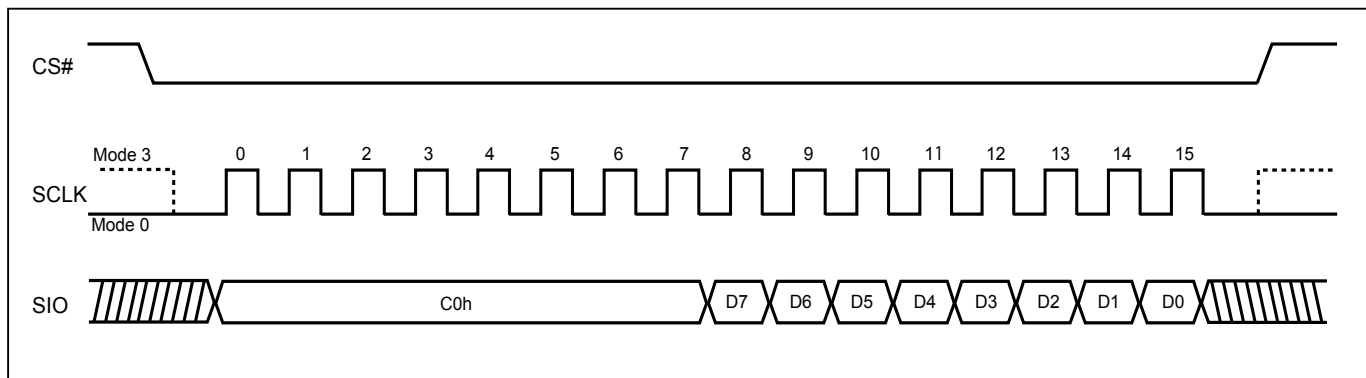 CS#
Mode 3
0 1 2 3 4 5 6 7 8 9 10 11 12 13 14 15
SCLK
Mode 0
SIO
C0h D7 D6 D5 D4 D3 D2 D1 D0